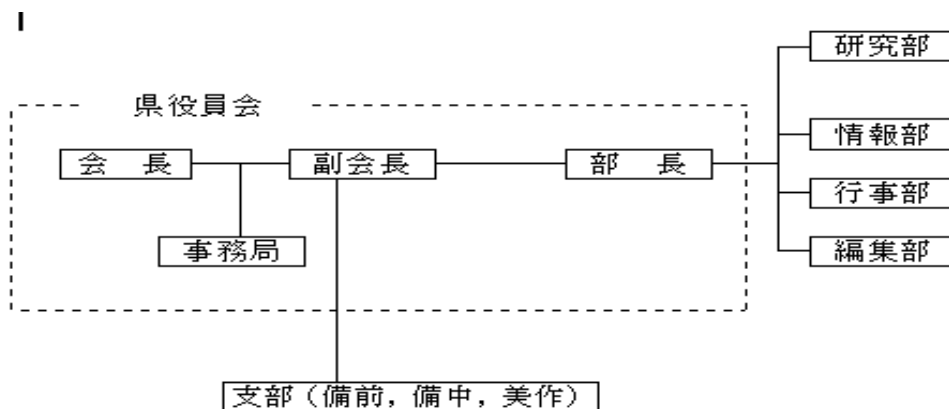 I
研究部
県役員会
情報部
会　長
副会長
部　長
行事部
事務局
編集部
支部（備前，備中，美作）